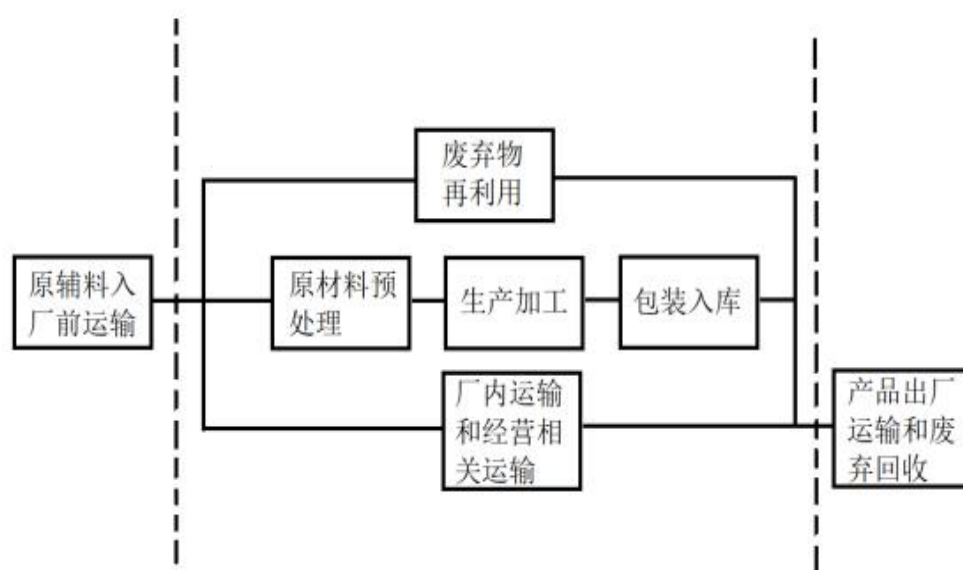 废弃物
再利用
原辅料入
厂前运输
原材料预
处理
生产加工
包装入库
厂内运输
和经营相
关运输
产品出厂
运输和废
弃回收